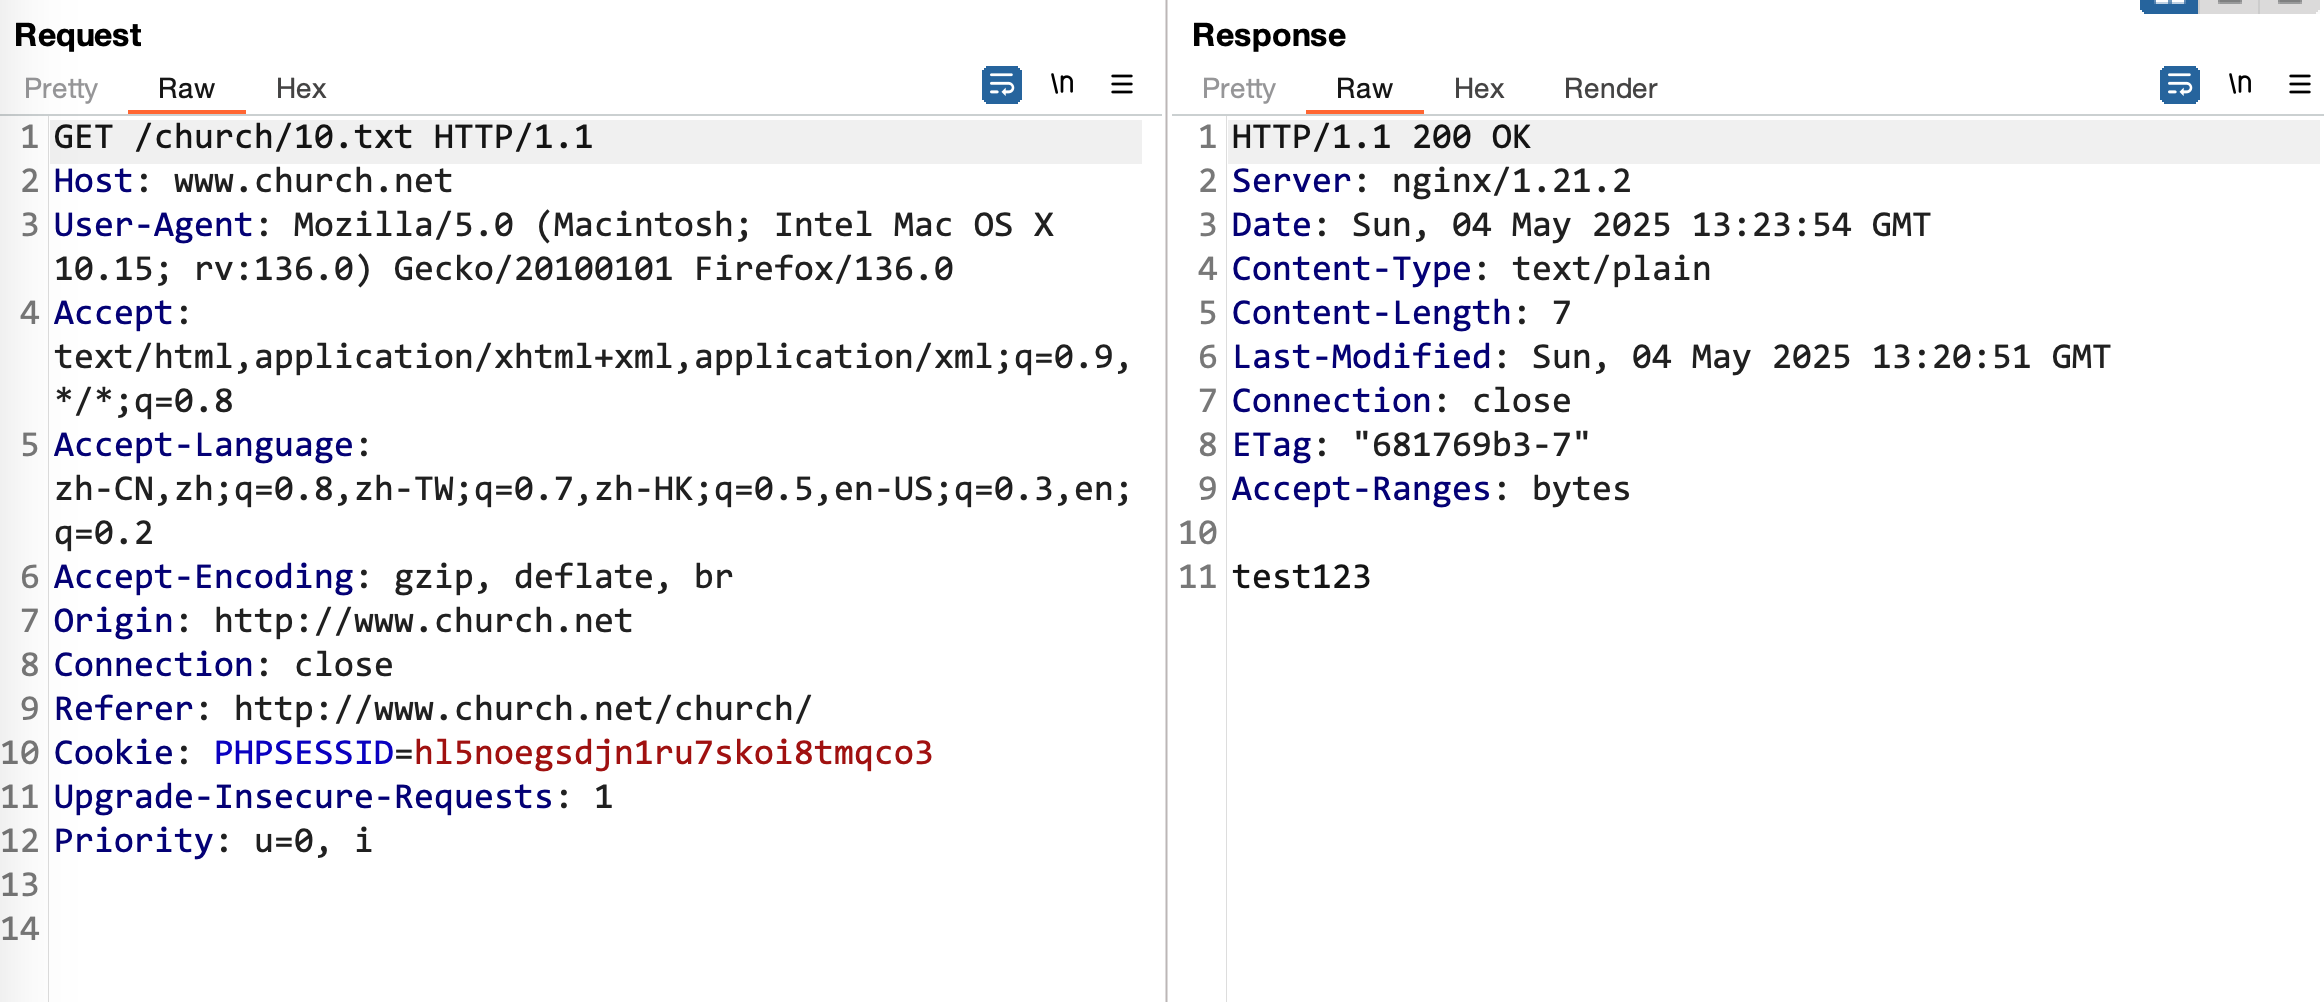 Request
Pretty Raw Hex
\n
1 GET /church/10.txt HTTP/1.1
2 Host: www.church.net
3 User-Agent: Mozilla/5.0 (Macintosh; Intel Mac OS X
10.15; rv:136.0) Gecko/20100101 Firefox/136.0
4 Accept:
text/html,application/xhtml+xml,application/xml;q=0.9,
*/*;q=0.8
5 Accept-Language:
zh-CN,zh;q=0.8,zh-TW;q=0.7,zh-HK;q=0.5,en-US;q=0.3,en;
q=0.2
6 Accept-Encoding: gzip, deflate, br
7 Origin: http://www.church.net
8 Connection: close
9 Referer: http://www.church.net/church/
10 Cookie: PHPSESSID=hl5noegsdjn1ru7skoi8tmqco3
11 Upgrade-Insecure-Requests: 1
12 Priority: u=0, i
13
14
Response
Pretty Raw Hex Render
\n
1 HTTP/1.1 200 OK
2 Server: nginx/1.21.2
3 Date: Sun, 04 May 2025 13:23:54 GMT
4 Content-Type: text/plain
5 Content-Length: 7
6 Last-Modified: Sun, 04 May 2025 13:20:51 GMT
7 Connection: close
8 ETag: "681769b3-7"
9 Accept-Ranges: bytes
10
11 test123